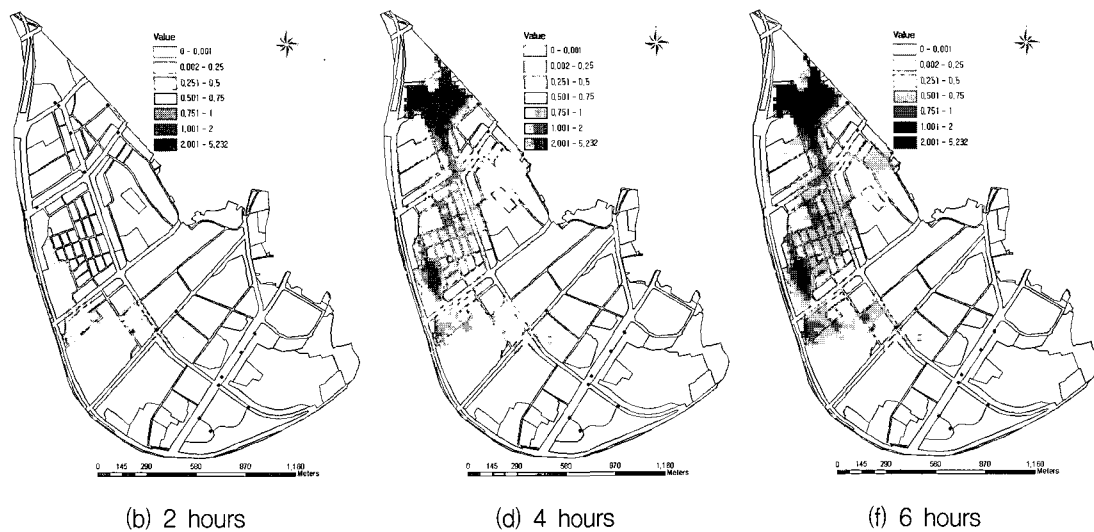 Value
0 - 0,001
0,002 - 0,25
0,251 - 0,5
0,501 - 0,75
0,751 - 1
1,001 - 2
2,001 - 5,232
0 145 290 580 870 1,160
Meters
(b) 2 hours
Value
0 - 0,001
0,002 - 0,25
0,251 - 0,5
0,501 - 0,75
0,751 - 1
1,001 - 2
2,001 - 5,232
0 145 290 580 870 1,160
Meters
(d) 4 hours
Value
0 - 0,001
0,002 - 0,25
0,251 - 0,5
0,501 - 0,75
0,751 - 1
1,001 - 2
2,001 - 5,232
0 145 290 580 870 1,160
Meters
(f) 6 hours